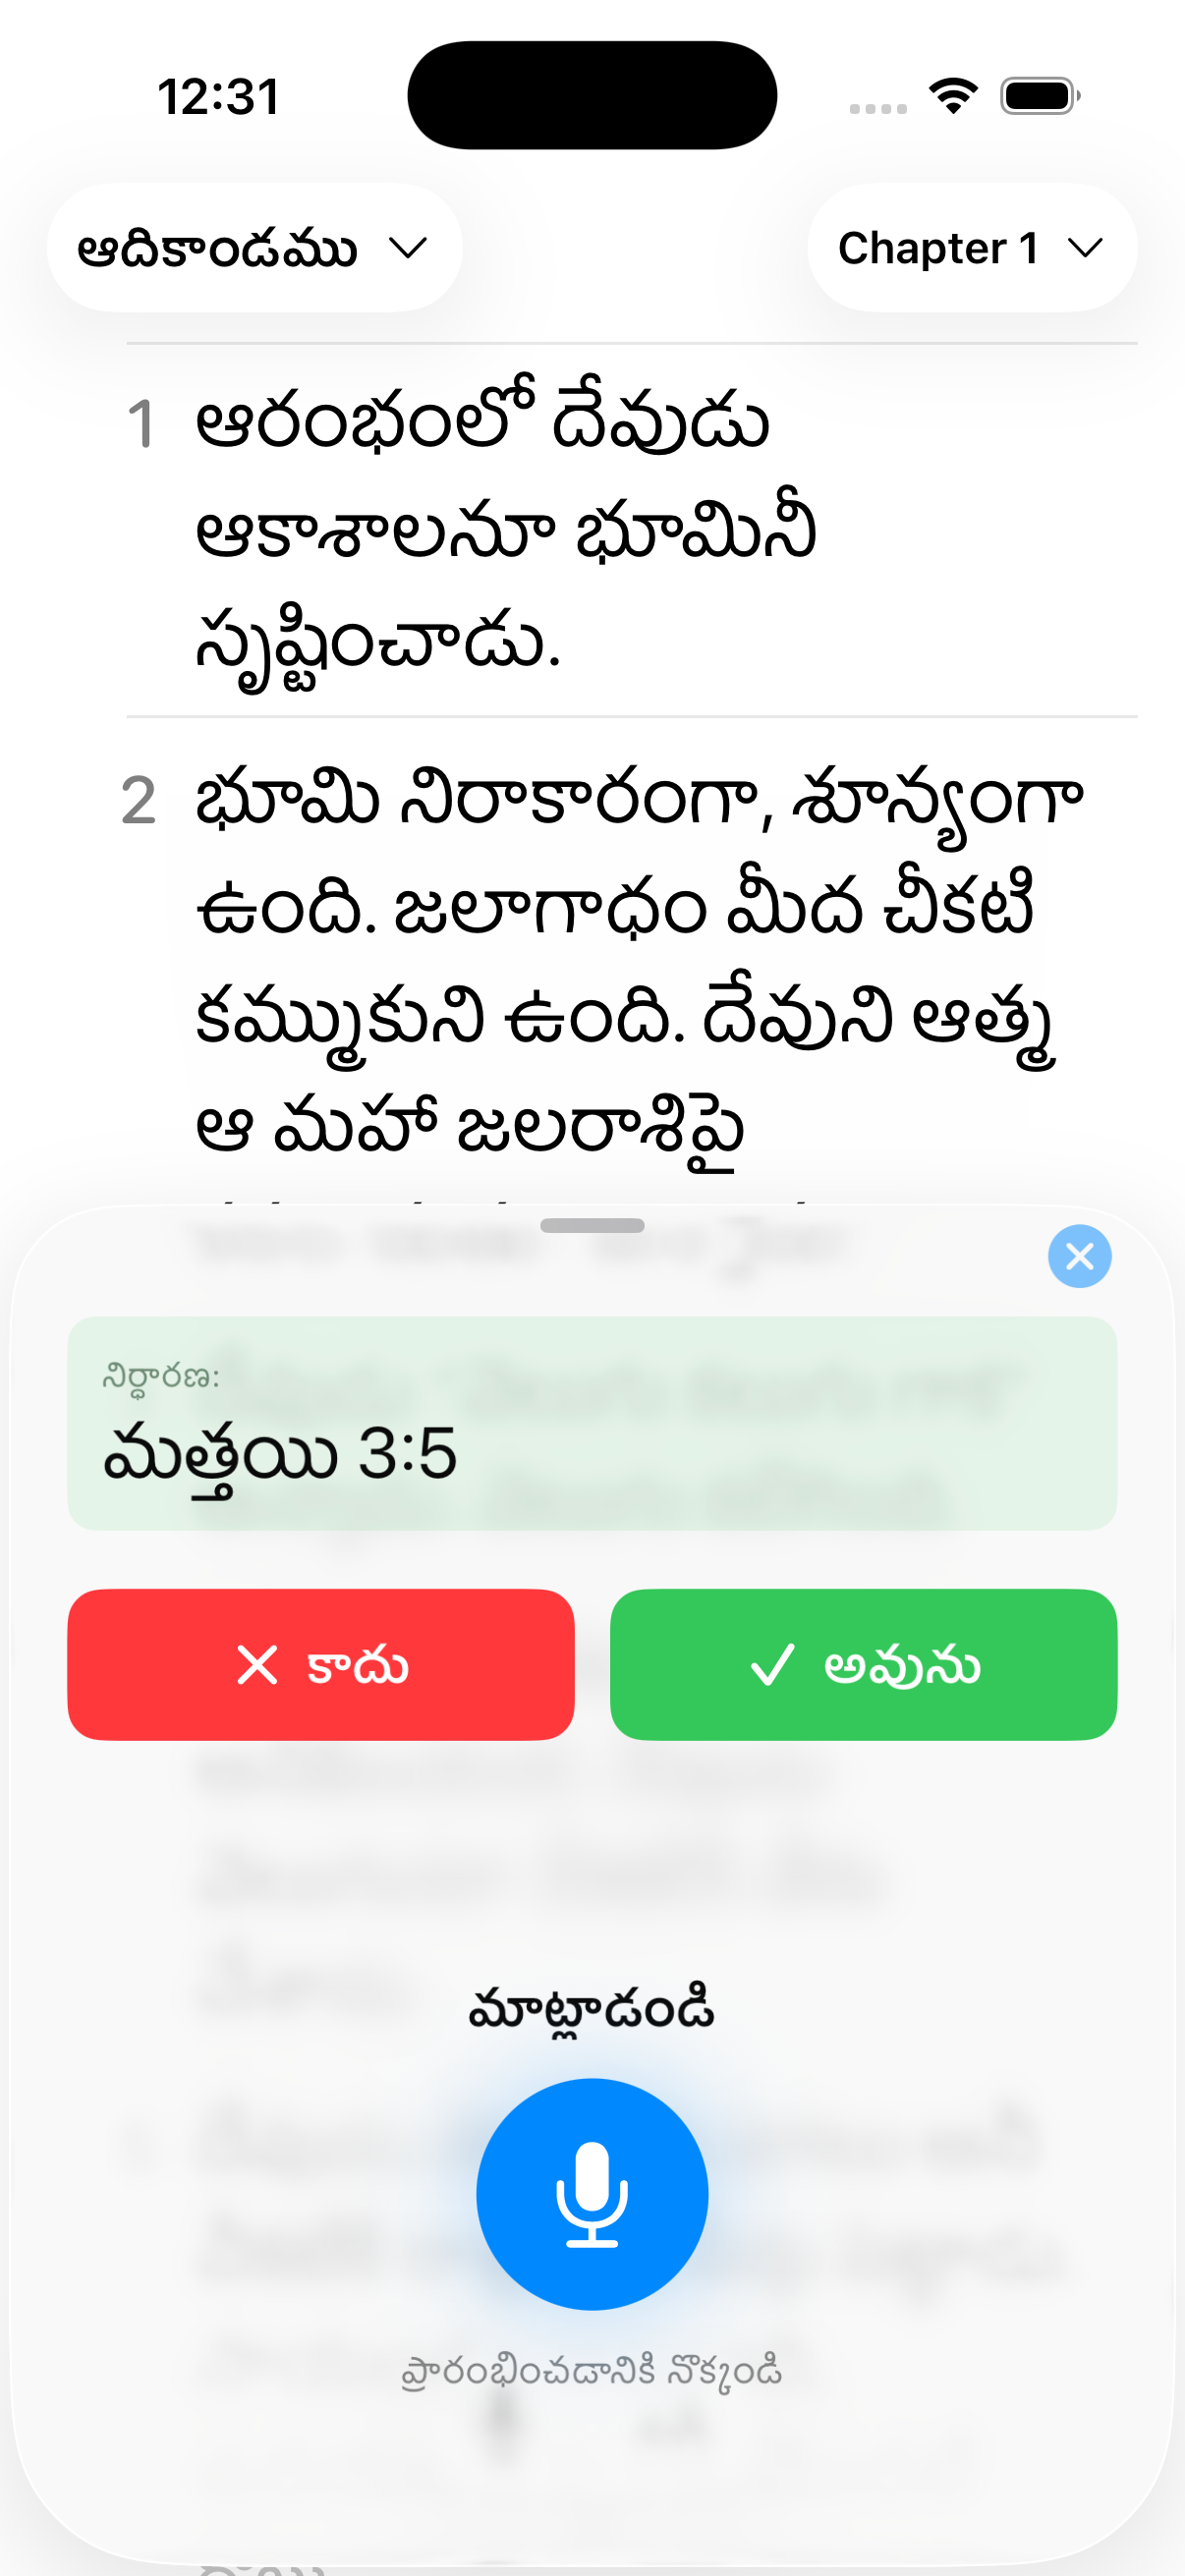 12:31
ఆదికాండము
Chapter 1
1 ఆరంభంలో దేవుడు
ఆకాశాలనూ భూమినీ
సృష్టించాడు.
2 భూమి నిరాకారంగా, శూన్యంగా
ఉంది. జలాగాధం మీద చీకటి
కమ్ముకుని ఉంది. దేవుని ఆత్మ
ఆ మహా జలరాశిపై
నిర్ధారణ:
మత్తయి 3:5
కాదు
అవును
మాట్లాడండి
ప్రారంభించడానికి నొక్కండి